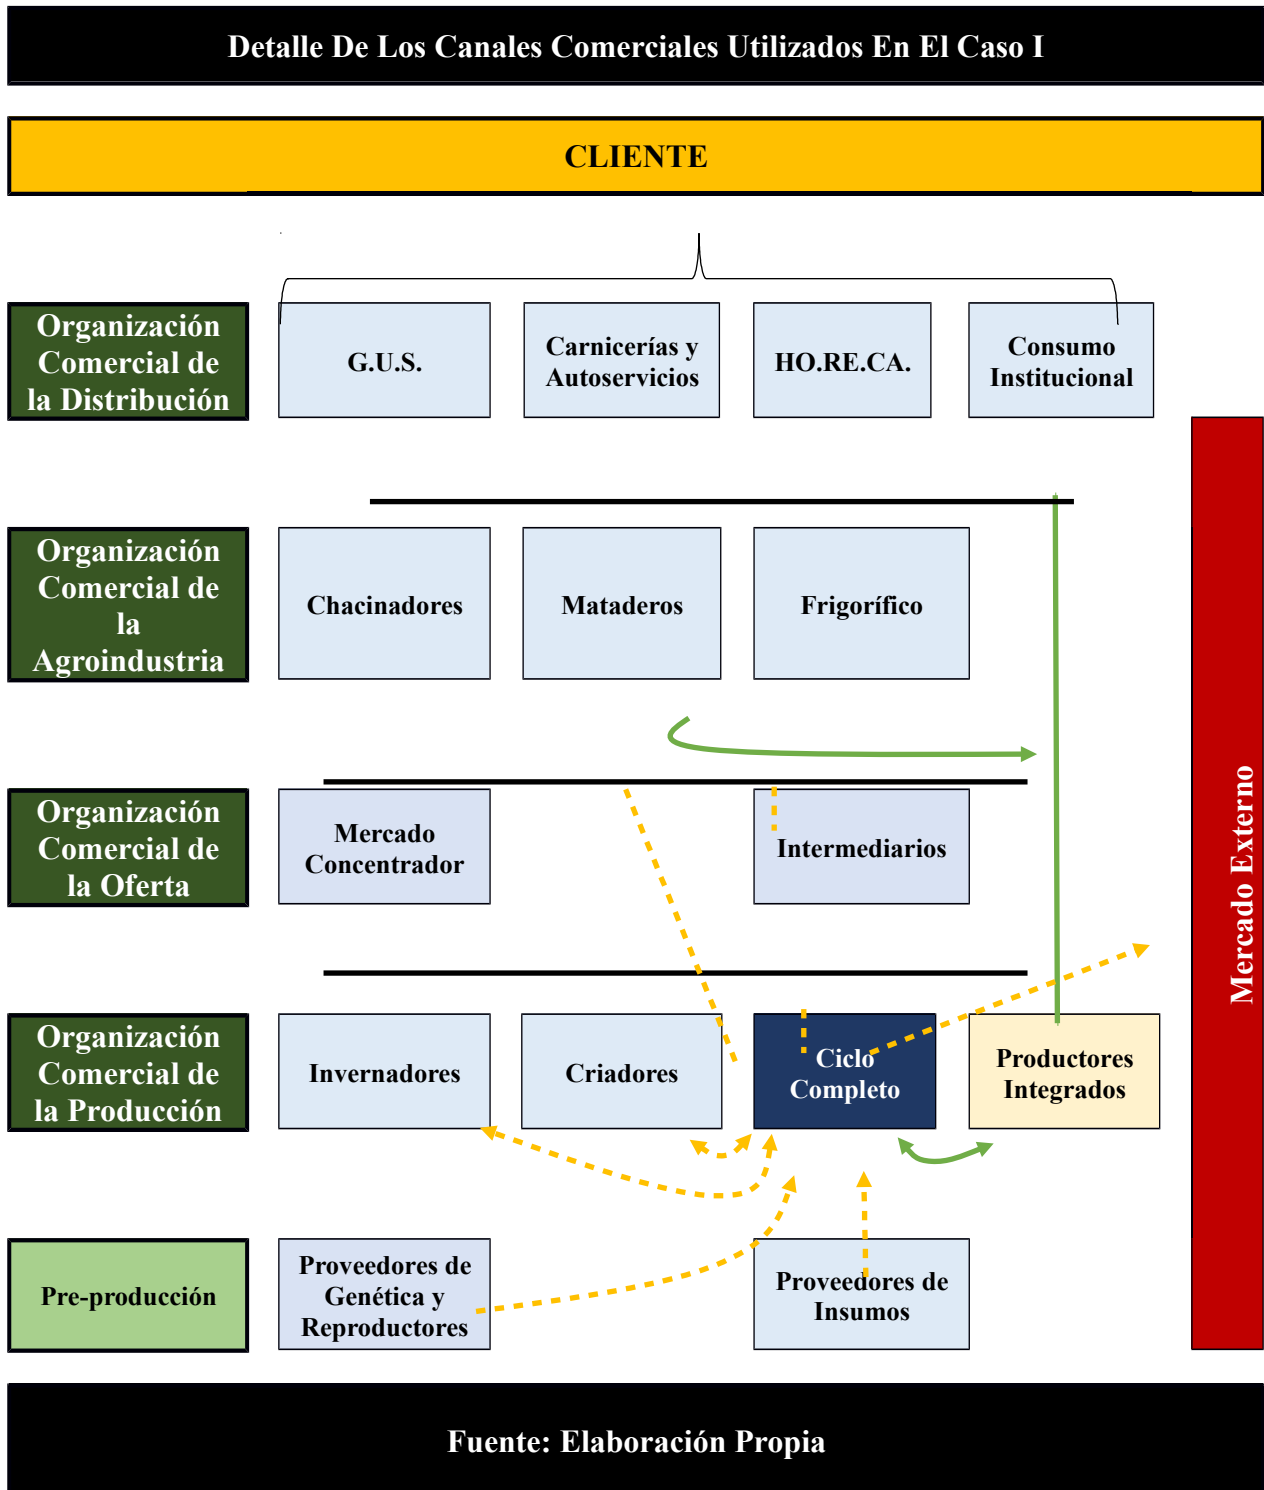 Detalle De Los Canales Comerciales Utilizados En El Caso I
CLIENTE
Organización
Comercial de
la Distribución
G.U.S.
Carnicerías y
Autoservicios
HO.RE.CA.
Consumo
Institucional
Organización
Comercial de
la
Agroindustria
Chacinadores
Mataderos
Frigorífico
Organización
Comercial de
la Oferta
Mercado
Concentrador
Intermediarios
Mercado Externo
Organización
Comercial de
la Producción
Invernadores
Criadores
Ciclo
Completo
Productores
Integrados
Pre-producción
Proveedores de
Genética y
Reproductores
Proveedores de
Insumos
Fuente: Elaboración Propia